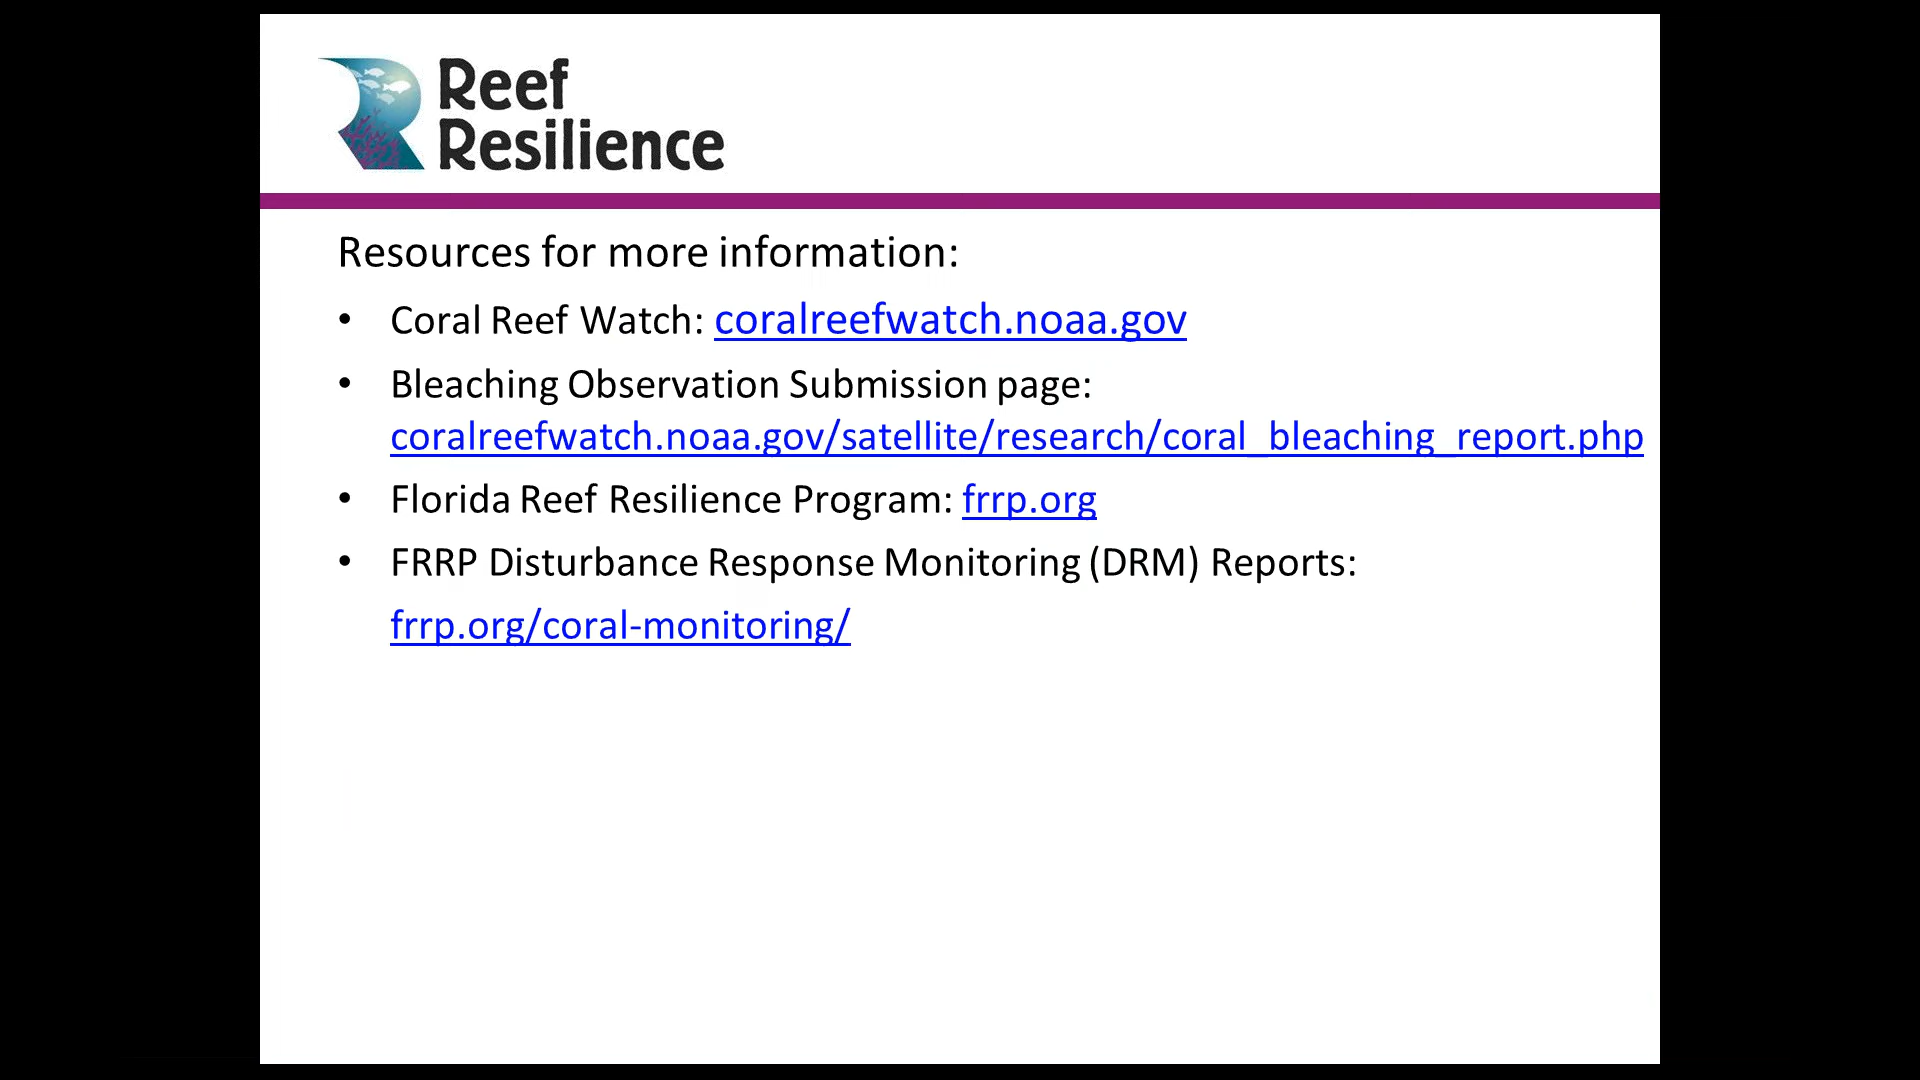 Reef
Resilience
Resources for more information:
• Coral Reef Watch: coralreefwatch.noaa.gov
• Bleaching Observation Submission page:
coralreefwatch.noaa.gov/satellite/research/coral_bleaching_report.php
• Florida Reef Resilience Program: frrp.org
• FRRP Disturbance Response Monitoring (DRM) Reports:
frrp.org/coral-monitoring/